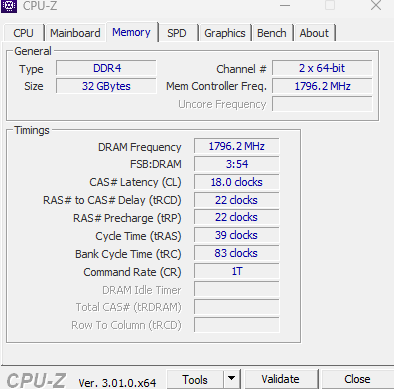 CPU-Z
CPU Mainboard Memory SPD Graphics Bench About
General
Type DDR4 Channel # 2 x 64-bit
Size 32 GBytes Mem Controller Freq. 1796.2 MHz
Uncore Frequency
Timings
DRAM Frequency 1796.2 MHz
FSB:DRAM 3:54
CAS# Latency (CL) 18.0 clocks
RAS# to CAS# Delay (tRCD) 22 clocks
RAS# Precharge (tRP) 22 clocks
Cycle Time (tRAS) 39 clocks
Bank Cycle Time (tRC) 83 clocks
Command Rate (CR) 1T
DRAM Idle Timer
Total CAS# (tRDRAM)
Row To Column (tRCD)
CPU-Z Ver. 3.01.0.x64 Tools Validate Close